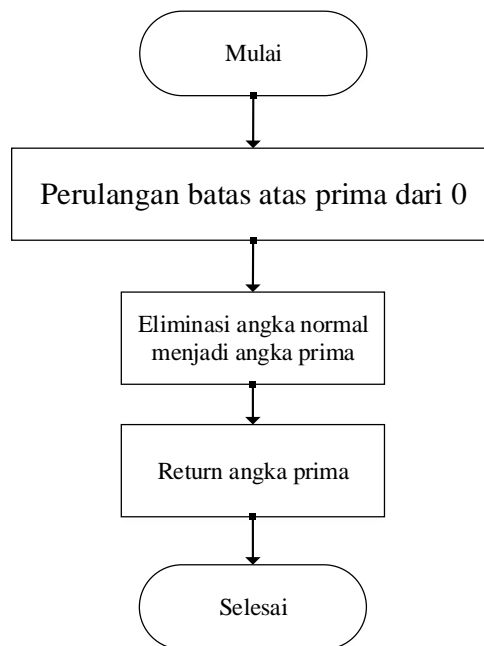 Mulai
Perulangan batas atas prima dari 0
Eliminasi angka normal
menjadi angka prima
Return angka prima
Selesai